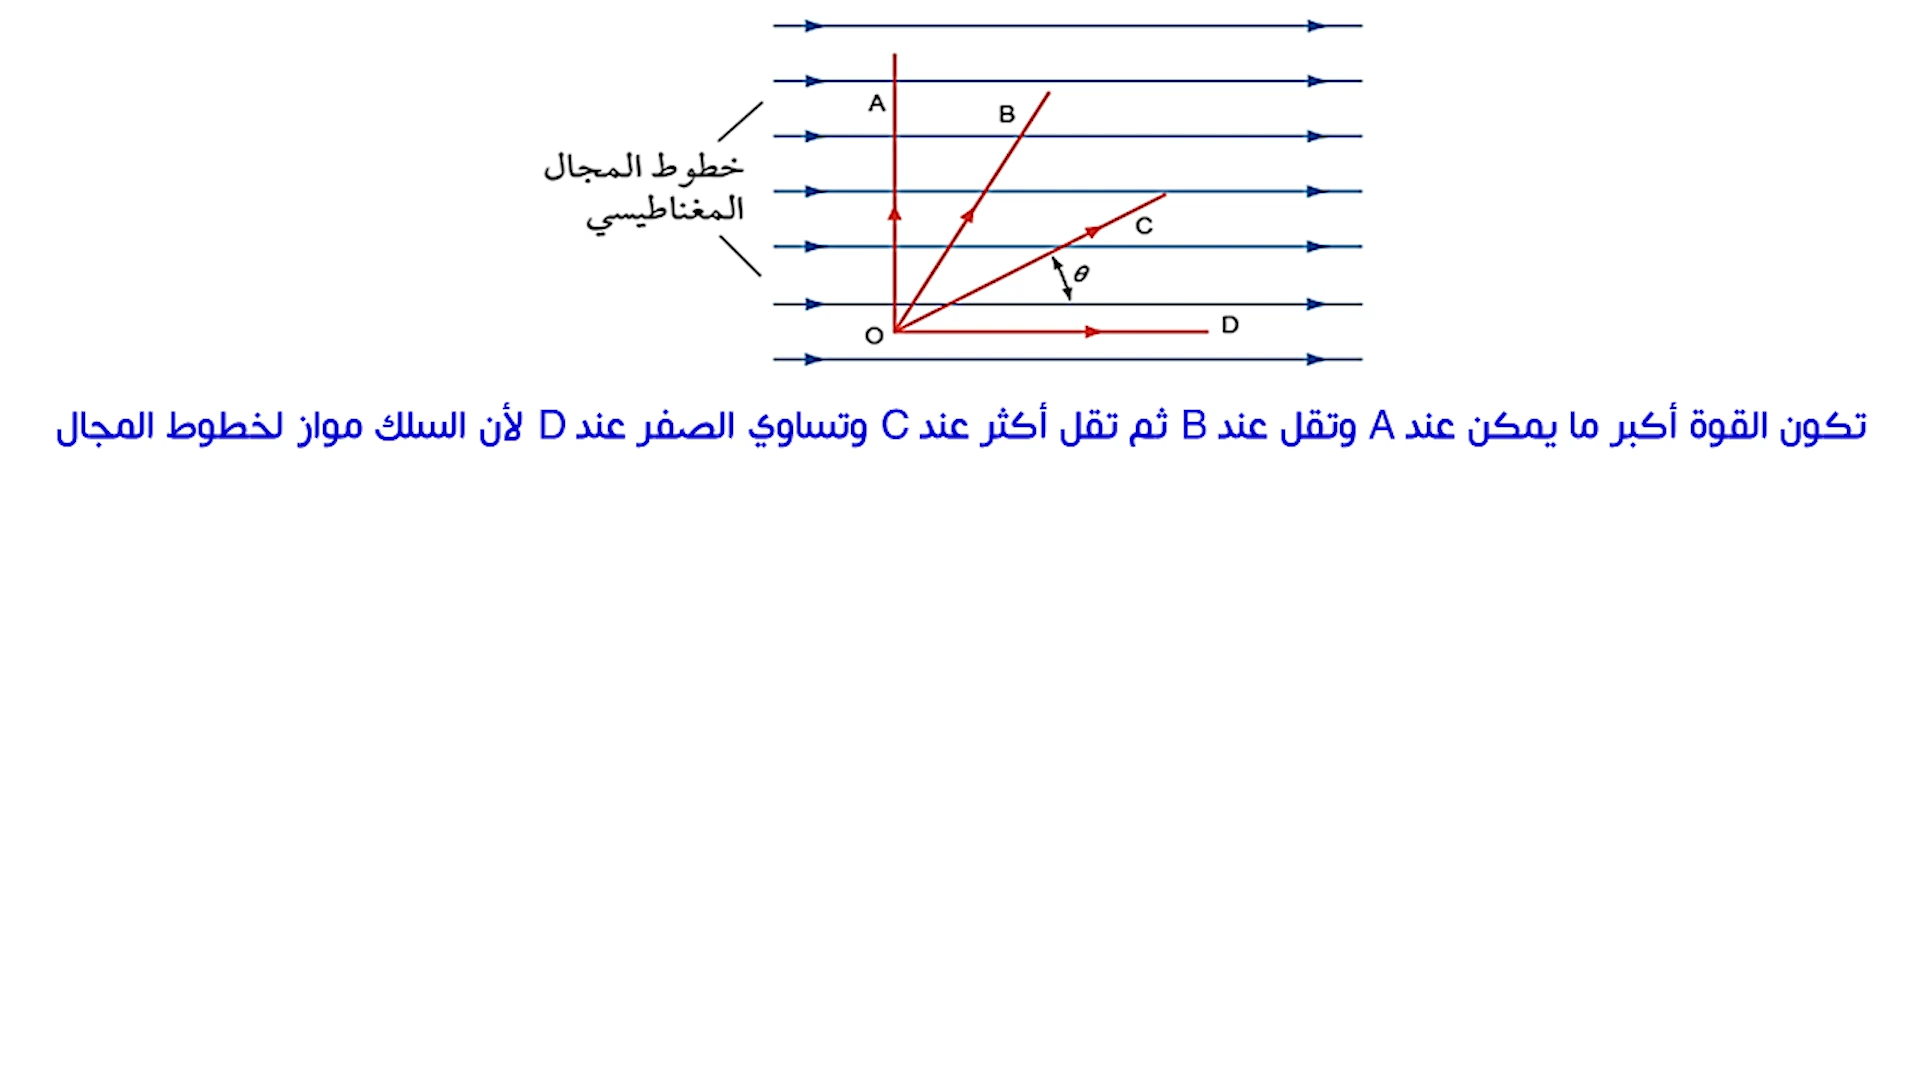 A
B
خطوط المجال
المغناطيسي
C
θ
D
O
تكون القوة أكبر ما يمكن عند A وتقل عند B ثم تقل أكثر عند C وتساوي الصفر عند D لأن السلك مواز لخطوط المجال